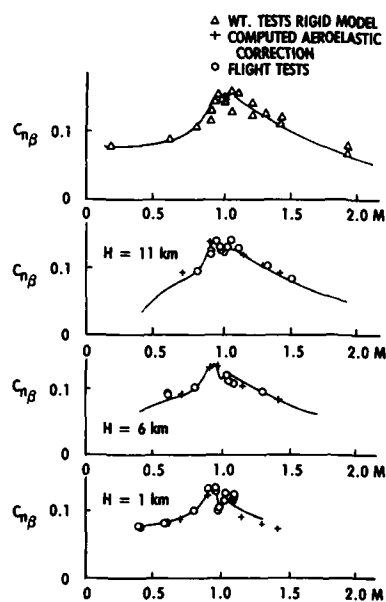 △ WT. TESTS RIGID MODEL
+ COMPUTED AEROELASTIC
CORRECTION
○ FLIGHT TESTS
Cnβ
0.1
0
0.5 1.0 1.5 2.0 M
Cnβ
0.1
H = 11 km
0
0 0.5 1.0 1.5 2.0 M
Cnβ
0.1
H = 6 km
0
0 0.5 1.0 1.5 2.0 M
Cnβ
0.1
H = 1 km
0
0 0.5 1.0 1.5 2.0 M